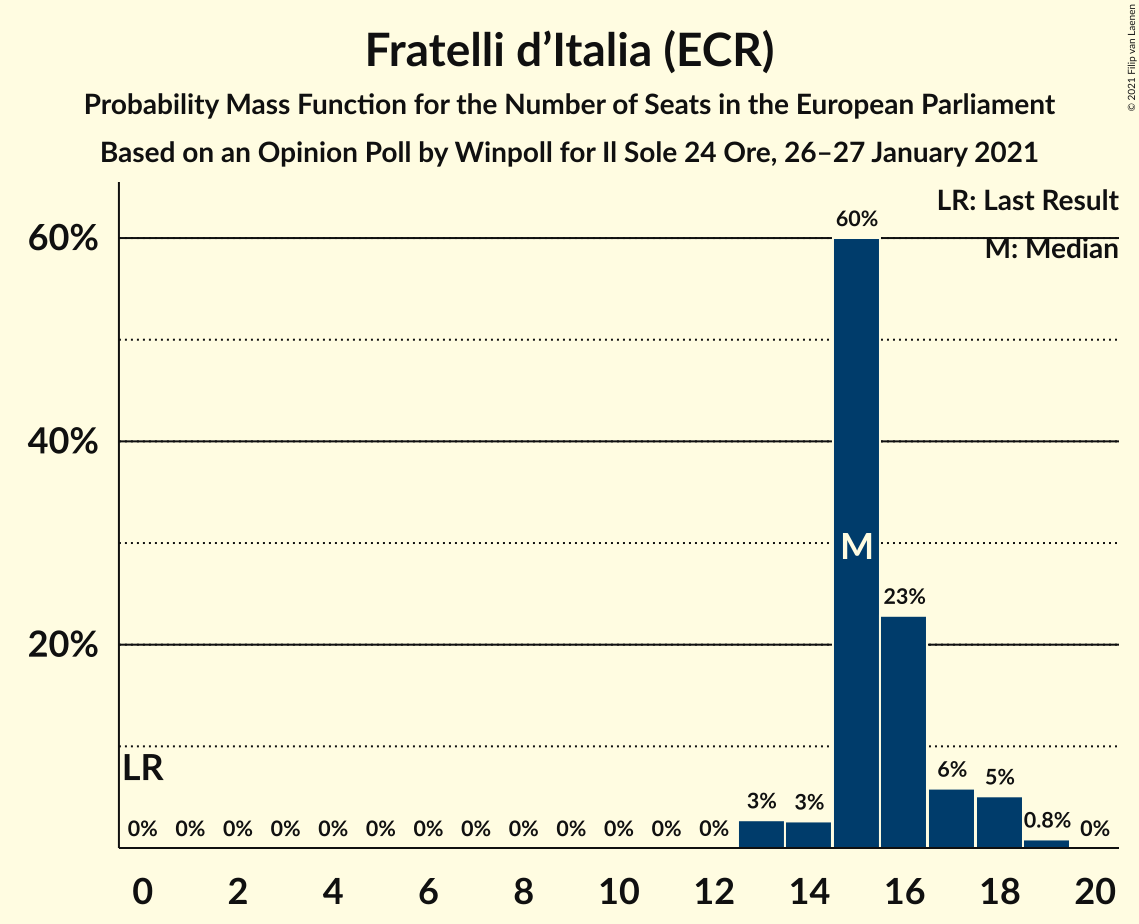 Fratelli d’Italia (ECR)
Probability Mass Function for the Number of Seats in the European Parliament
Based on an Opinion Poll by Winpoll for Il Sole 24 Ore, 26–27 January 2021
© 2021 Filip van Laenen
LR: Last Result
M: Median
60%
40%
20%
60%
M
23%
LR
0% 0% 0% 0% 0% 0% 0% 0% 0% 0% 0% 0% 0% 3% 3% 6% 5% 0.8% 0%
0 2 4 6 8 10 12 14 16 18 20